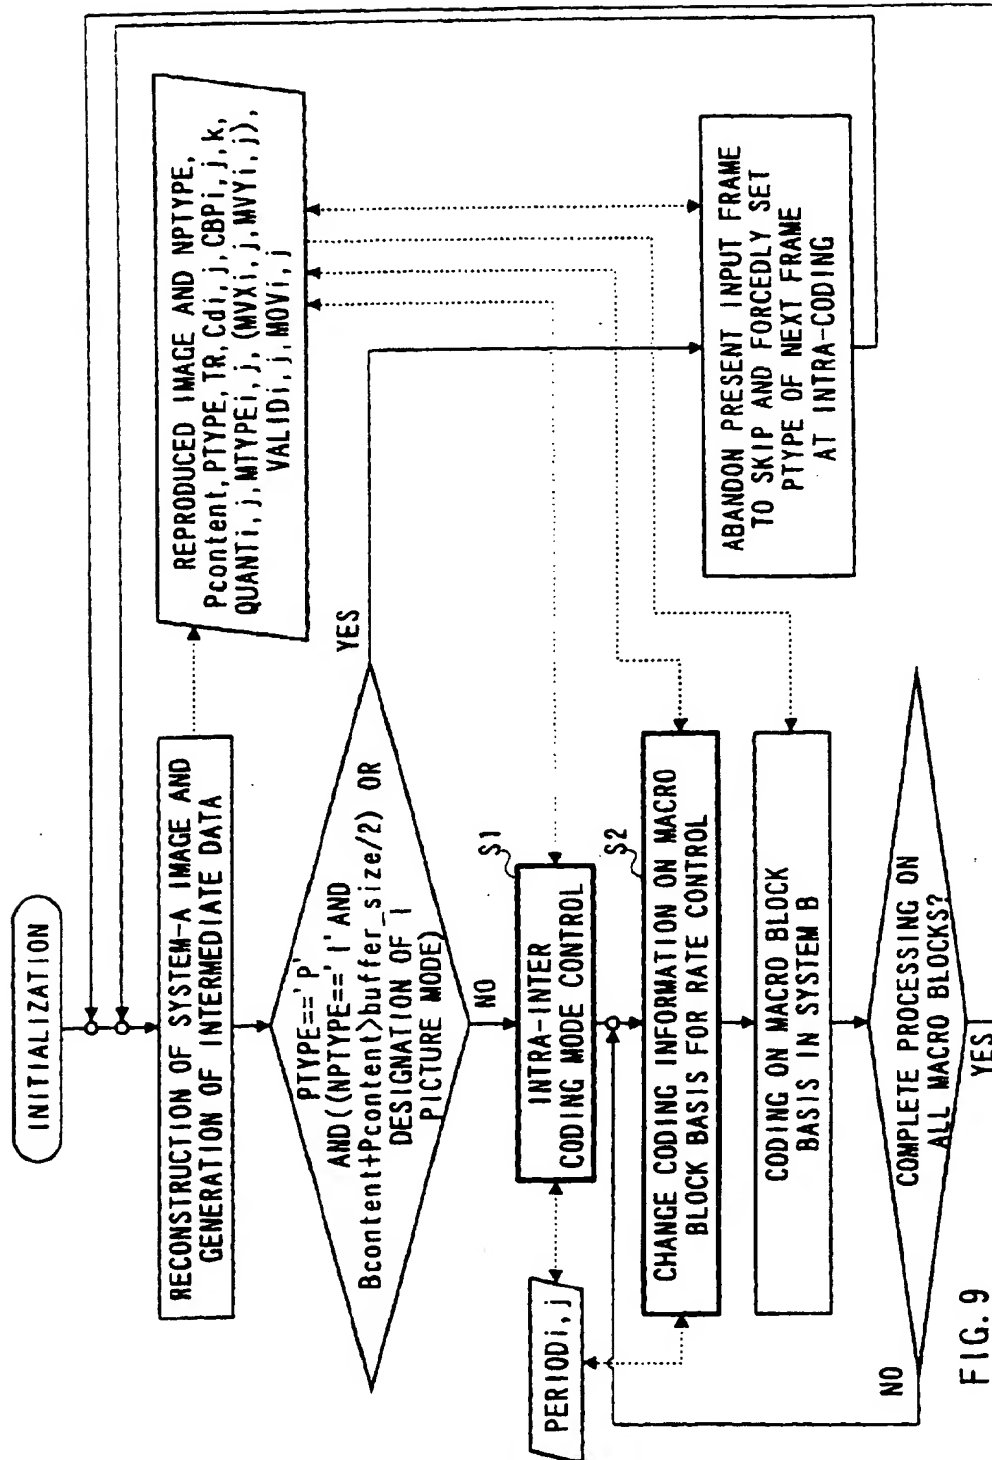 INITIALIZATION
RECONSTRUCTION OF SYSTEM-A IMAGE AND
GENERATION OF INTERMEDIATE DATA
REPRODUCED IMAGE AND NPTYPE,
Pcontent, PTYPE, TR, Cdi, j, CBPi, j, k,
QUANTi, j, MTYPEi, j, (MVXi, j, MVYi, j),
VALIDi, j, MOVi, j
PTYPE=='P'
AND((NPTYPE=='I' AND
Bcontent+Pcontent>buffer_size/2) OR
DESIGNATION OF I
PICTURE MODE)
YES
NO
S1
INTRA-INTER
CODING MODE CONTROL
PERIODi, j
S2
CHANGE CODING INFORMATION ON MACRO
BLOCK BASIS FOR RATE CONTROL
CODING ON MACRO BLOCK
BASIS IN SYSTEM B
ABANDON PRESENT INPUT FRAME
TO SKIP AND FORCEDLY SET
PTYPE OF NEXT FRAME
AT INTRA-CODING
COMPLETE PROCESSING ON
ALL MACRO BLOCKS?
NO
YES
FIG. 9